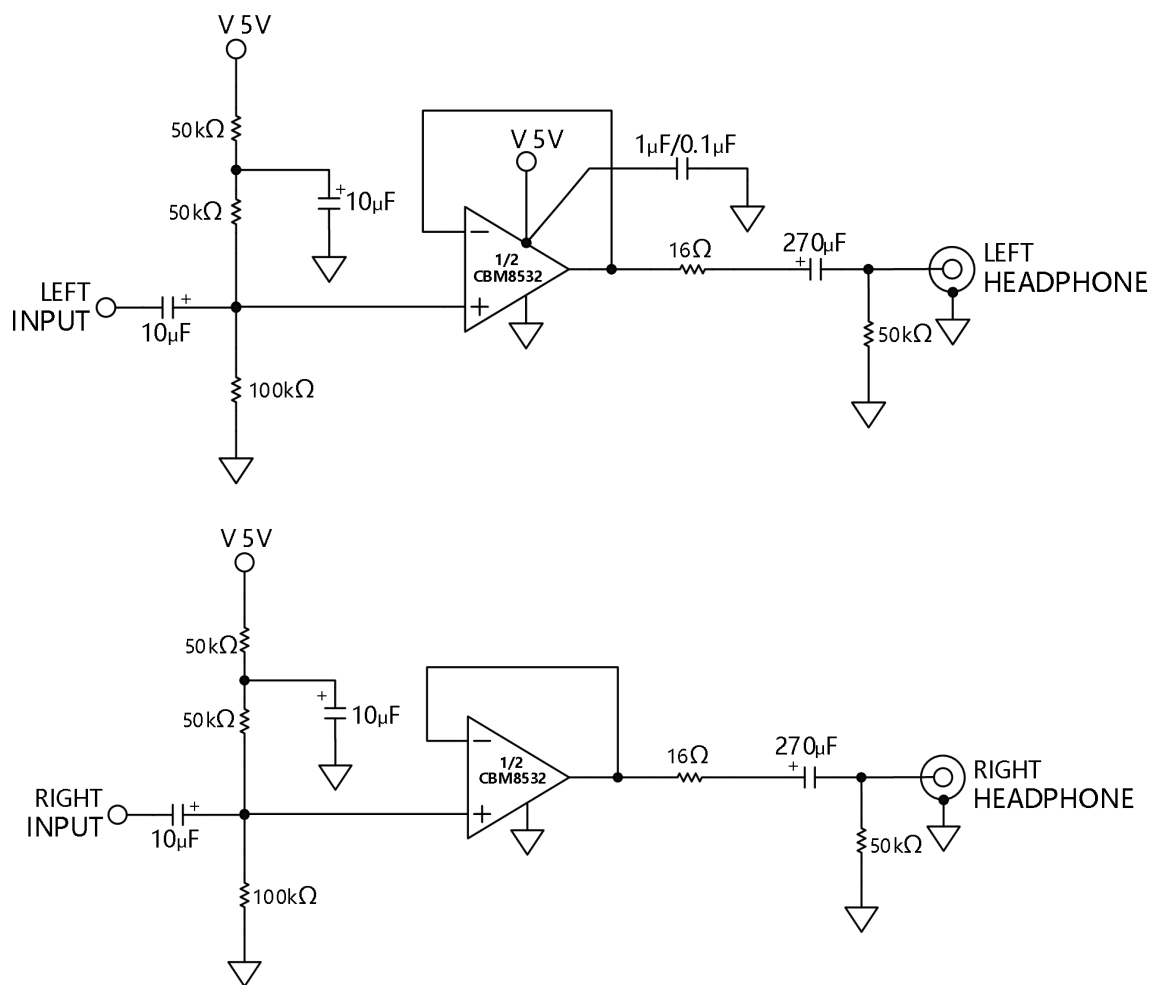 V 5V
50kΩ
+
10μF
50kΩ
V 5V
1μF/0.1μF
−
1/2
CBM8532
+
16Ω
270μF
+
LEFT
HEADPHONE
LEFT
INPUT
+
10μF
50kΩ
100kΩ
V 5V
50kΩ
+
10μF
50kΩ
−
1/2
CBM8532
+
16Ω
270μF
+
RIGHT
HEADPHONE
RIGHT
INPUT
+
10μF
50kΩ
100kΩ